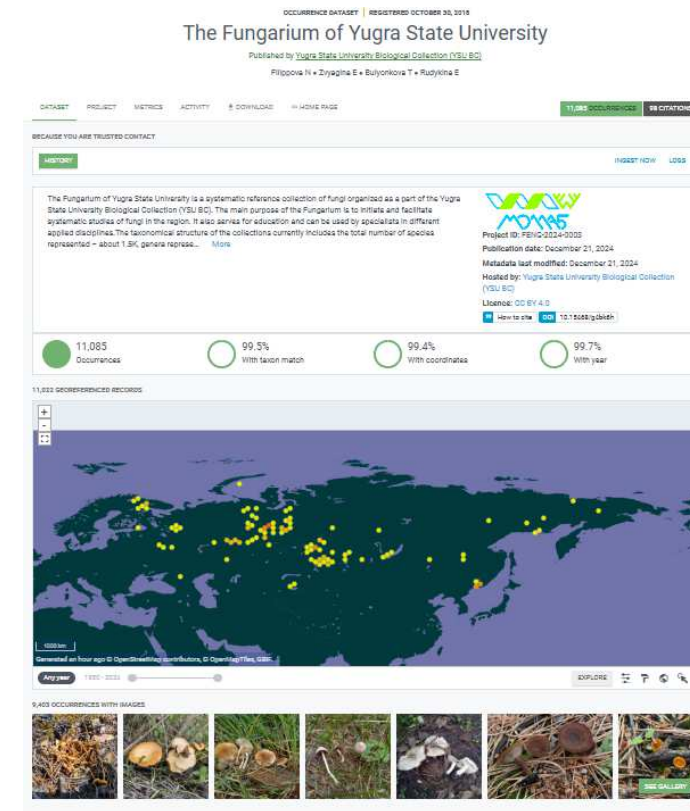 OCCURRENCE DATASET | REGISTERED OCTOBER 30, 2018
The Fungarium of Yugra State University
Published by Yugra State University Biological Collection (YSU BC)
Filippova N • Zvyagina E • Bulyonkova T • Rudykina E
DATASET PROJECT METRICS ACTIVITY DOWNLOAD HOME PAGE
11,085 OCCURRENCES 98 CITATIONS
BECAUSE YOU ARE TRUSTED CONTACT
HISTORY INGEST NOW LOGS
The Fungarium of Yugra State University is a systematic reference collection of fungi organized as a part of the Yugra
State University Biological Collection (YSU BC). The main purpose of the Fungarium is to initiate and facilitate
systematic studies of fungi in the region. It also serves for education and can be used by specialists in different
applied disciplines.The taxonomical structure of the collections currently includes the total number of species
represented – about 1.5K, genera represe... More
Project ID: FENG-2024-0003
Publication date: December 21, 2024
Metadata last modified: December 21, 2024
Hosted by: Yugra State University Biological Collection
(YSU BC)
Licence: CC BY 4.0
How to cite DOI
11,085
Occurrences
99.5%
With taxon match
99.4%
With coordinates
99.7%
With year
GEOREFERENCED RECORDS
+
-
1000 km
Generated an hour ago © OpenStreetMap contributors, © OpenMapTiles, GBIF.
Any year
EXPLORE
9,403 OCCURRENCES WITH IMAGES
SEE GALLERY